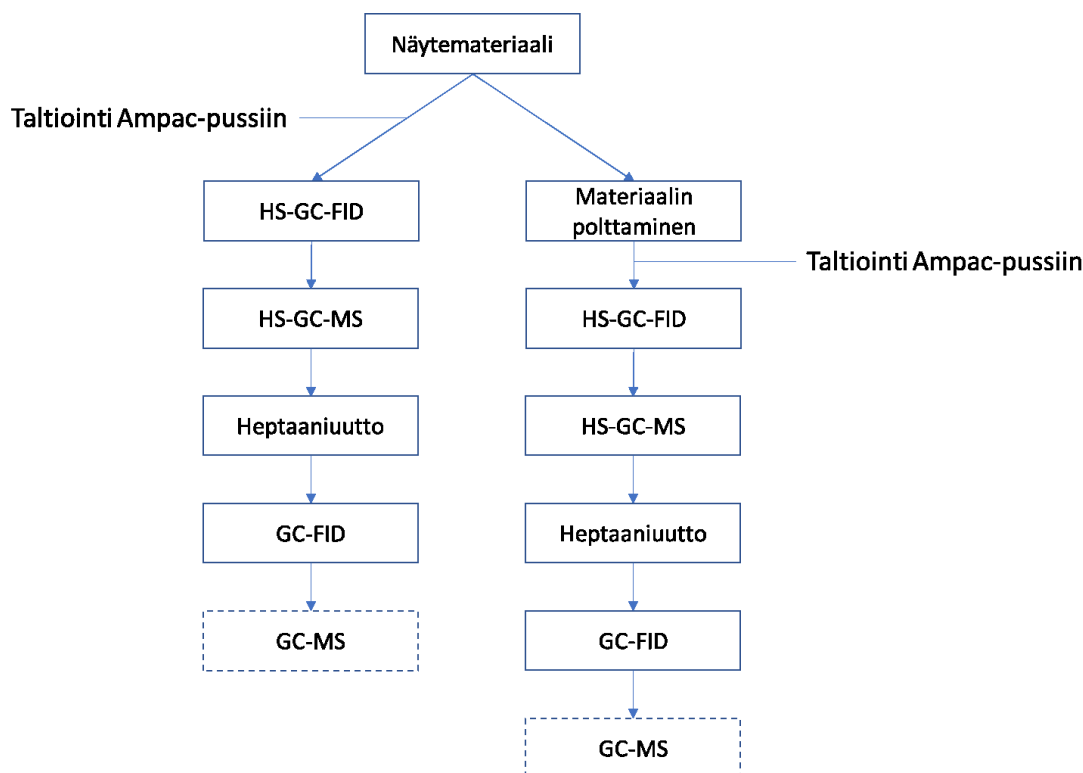 Näytemateriaali
Taltiointi Ampac-pussiin
HS-GC-FID
HS-GC-MS
Heptaaniuutto
GC-FID
GC-MS
Materiaalin
polttaminen
Taltiointi Ampac-pussiin
HS-GC-FID
HS-GC-MS
Heptaaniuutto
GC-FID
GC-MS